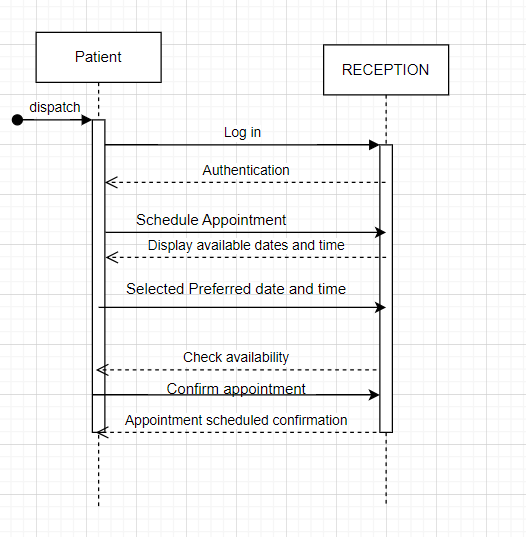 Patient
RECEPTION
dispatch
Log in
Authentication
Schedule Appointment
Display available dates and time
Selected Preferred date and time
Check availability
Confirm appointment
Appointment scheduled confirmation